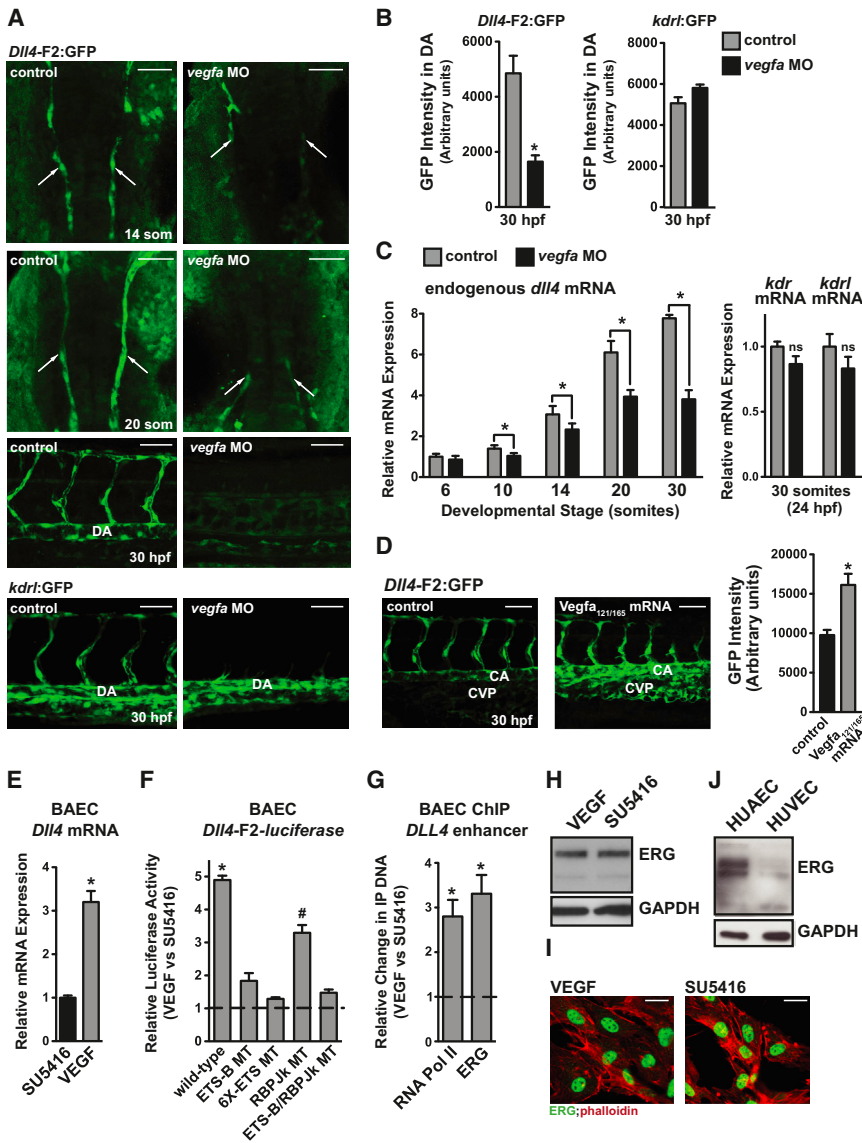 A
Dll4-F2:GFP
control
vegfa MO
14 som
control
vegfa MO
20 som
control
vegfa MO
DA
30 hpf
kdrl:GFP
control
vegfa MO
DA
DA
30 hpf
B
Dll4-F2:GFP
kdrl:GFP
control
vegfa MO
GFP Intensity in DA
(Arbitrary units)
6000
4000
2000
0
*
30 hpf
GFP Intensity in DA
(Arbitrary units)
8000
6000
4000
2000
0
30 hpf
C
control
vegfa MO
endogenous dll4 mRNA
Relative mRNA Expression
8
6
4
2
0
*
*
*
*
6 10 14 20 30
Developmental Stage (somites)
kdr mRNA
kdrl mRNA
Relative mRNA Expression
1.0
0.5
0
ns
ns
30 somites
(24 hpf)
D
Dll4-F2:GFP
control
CA
CVP
30 hpf
Vegfa121/165 mRNA
CA
CVP
GFP Intensity
(Arbitrary units)
20000
15000
10000
5000
0
*
control
Vegfa121/165
mRNA
E
BAEC
Dll4 mRNA
Relative mRNA Expression
4
3
2
1
0
*
SU5416
VEGF
F
BAEC
Dll4-F2-luciferase
Relative Luciferase Activity
(VEGF vs SU5416)
5
4
3
2
1
0
*
#
wild-type
ETS-B MT
6X-ETS MT
RBPJk MT
ETS-B/RBPJk MT
G
BAEC ChIP
DLL4 enhancer
Relative Change in IP DNA
(VEGF vs SU5416)
4
3
2
1
0
*
*
RNA Pol II
ERG
H
VEGF
SU5416
ERG
GAPDH
J
HUAEC
HUVEC
ERG
GAPDH
I
VEGF
SU5416
ERG;phalloidin